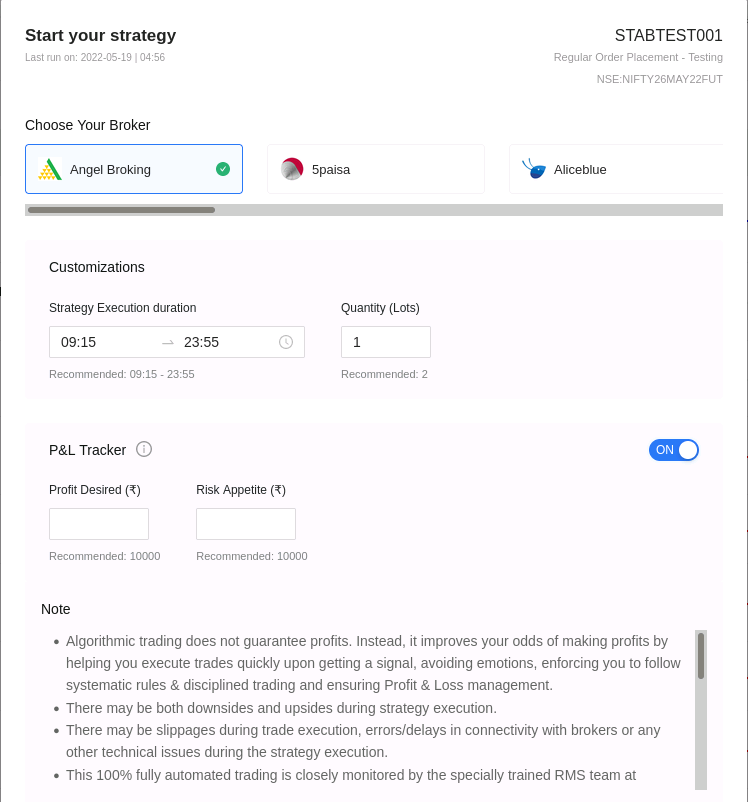 Start your strategy
STABTEST001
Last run on: 2022-05-19 | 04:56
Regular Order Placement - Testing
NSE:NIFTY26MAY22FUT
Choose Your Broker
Angel Broking
5paisa
Aliceblue
Customizations
Strategy Execution duration
Quantity (Lots)
09:15 → 23:55
1
Recommended: 09:15 - 23:55
Recommended: 2
P&L Tracker
ON
Profit Desired (₹)
Risk Appetite (₹)
Recommended: 10000
Recommended: 10000
Note
• Algorithmic trading does not guarantee profits. Instead, it improves your odds of making profits by
helping you execute trades quickly upon getting a signal, avoiding emotions, enforcing you to follow
systematic rules & disciplined trading and ensuring Profit & Loss management.
• There may be both downsides and upsides during strategy execution.
• There may be slippages during trade execution, errors/delays in connectivity with brokers or any
other technical issues during the strategy execution.
• This 100% fully automated trading is closely monitored by the specially trained RMS team at